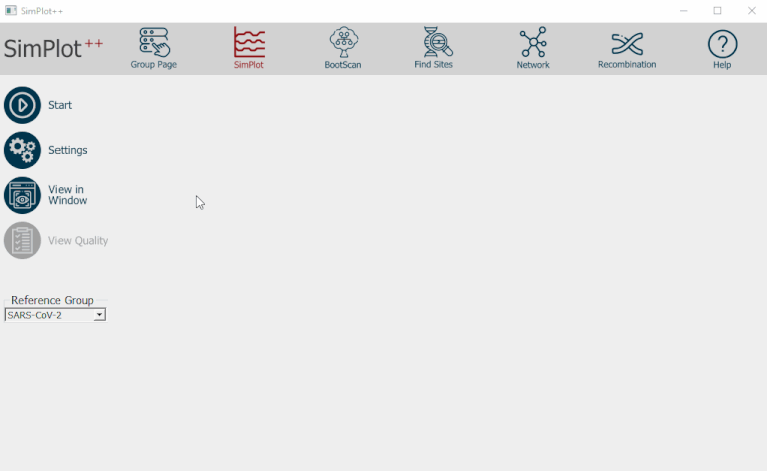 SimPlot++
SimPlot++
Group Page
SimPlot
BootScan
Find Sites
Network
Recombination
Help
Start
Settings
View in
Window
View Quality
Reference Group
SARS-CoV-2